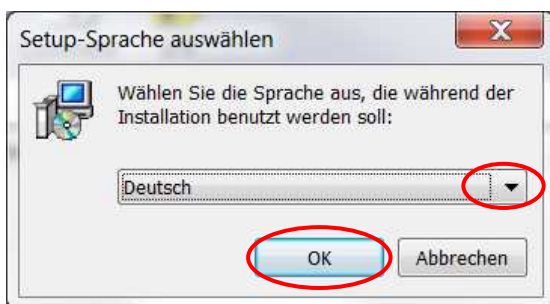 Setup-Sprache auswählen
Wählen Sie die Sprache aus, die während der
Installation benutzt werden soll:
Deutsch
OK
Abbrechen